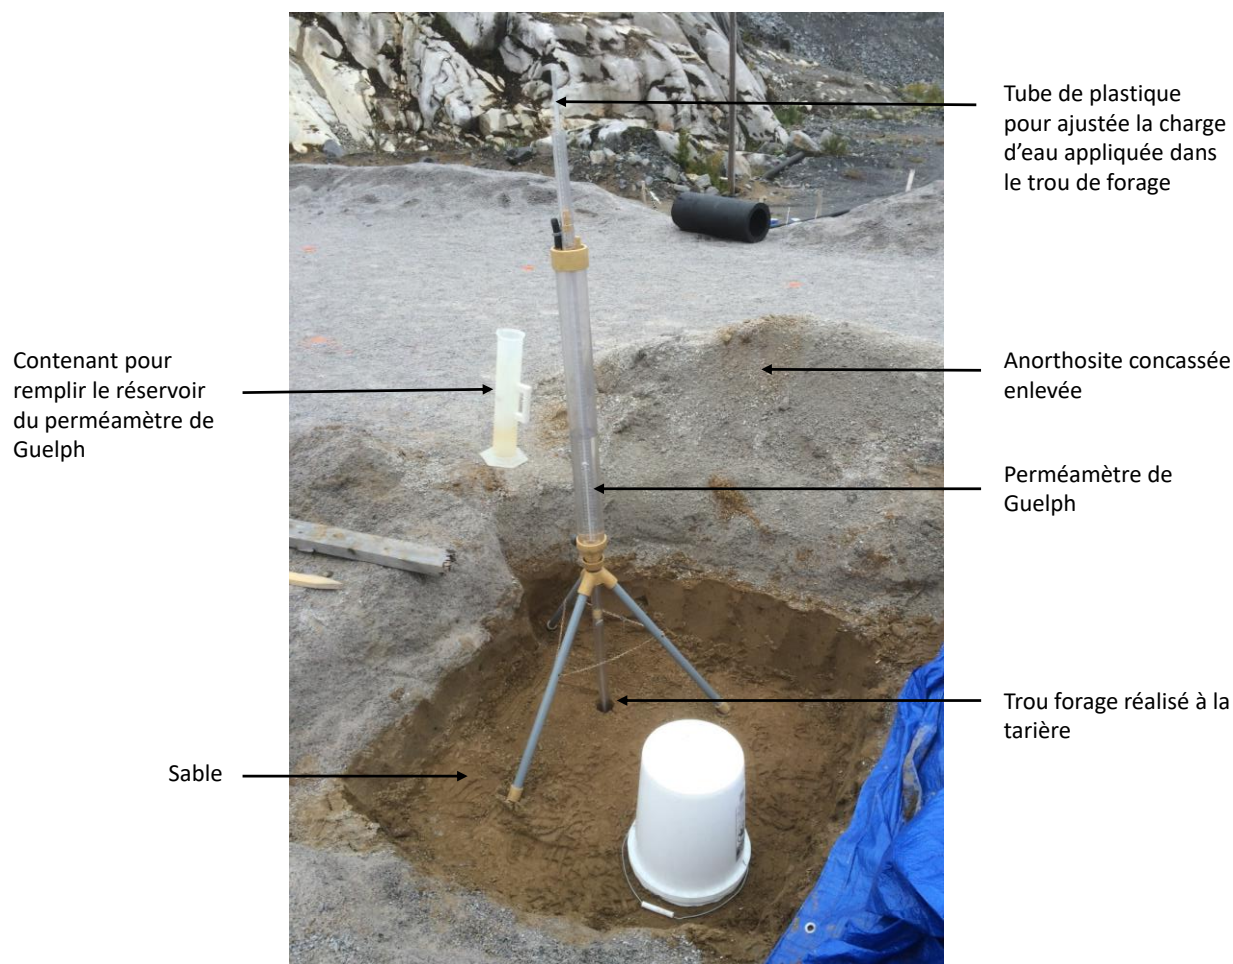 Tube de plastique
pour ajustée la charge
d'eau appliquée dans
le trou de forage
Contenant pour
remplir le réservoir
du perméamètre de
Guelph
Anorthosite concassée
enlevée
Perméamètre de
Guelph
Trou forage réalisé à la
tarière
Sable